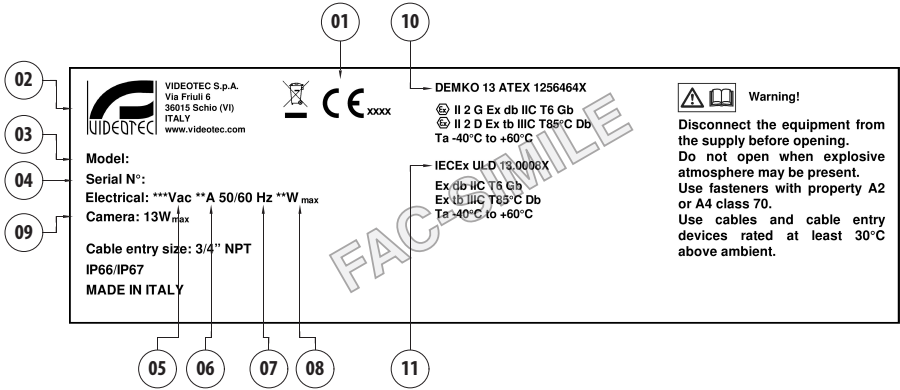 01
10
02
03
04
09
VIDEOTEC
VIDEOTEC S.p.A.
Via Friuli 6
36015 Schio (VI)
ITALY
www.videotec.com
CE xxxx
Model:
Serial N°:
Electrical: ***Vac **A 50/60 Hz **W max
Camera: 13W max
Cable entry size: 3/4” NPT
IP66/IP67
MADE IN ITALY
DEMKO 13 ATEX 1256464X
Ex II 2 G Ex db IIC T6 Gb
Ex II 2 D Ex tb IIIC T85°C Db
Ta -40°C to +60°C
IECEx ULD 13.0008X
Ex db IIC T6 Gb
Ex tb IIIC T85°C Db
Ta -40°C to +60°C
FAC-SIMILE
Warning!
Disconnect the equipment from
the supply before opening.
Do not open when explosive
atmosphere may be present.
Use fasteners with property A2
or A4 class 70.
Use cables and cable entry
devices rated at least 30°C
above ambient.
05
06
07
08
11